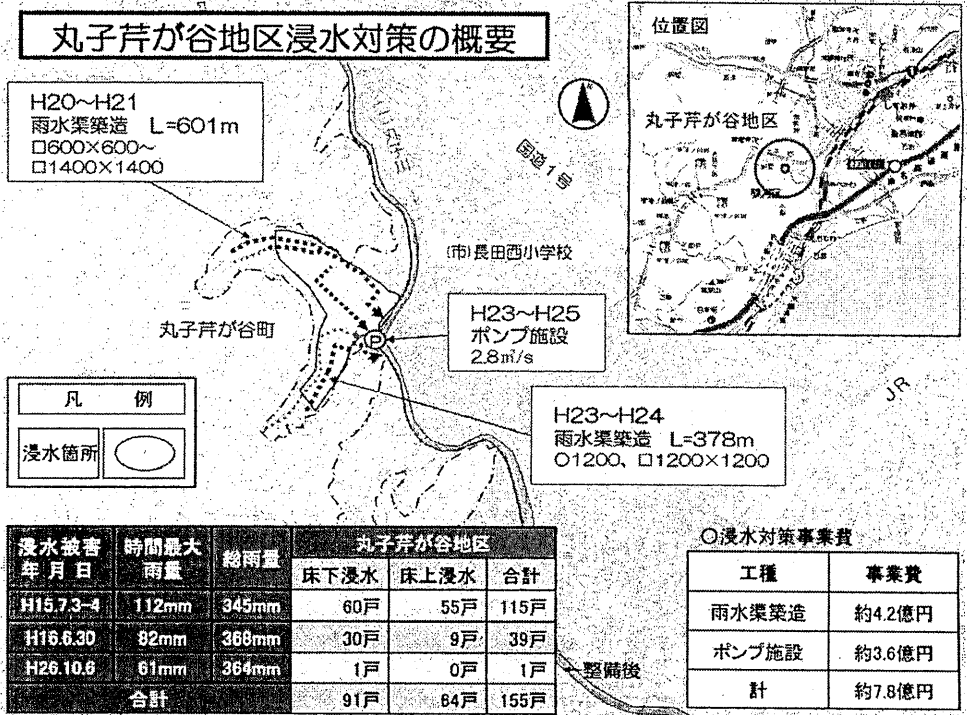 丸子芹が谷地区浸水対策の概要
H20～H21
雨水渠築造　L=601m
□600×600～
□1400×1400
国道1号
(市)長田西小学校
丸子芹が谷町
P
H23～H25
ポンプ施設
2.8㎥/s
H23～H24
雨水渠築造　L=378m
○1200、□1200×1200
JR
凡　例
浸水箇所
位置図
丸子芹が谷地区
浸水被害年月日　時間最大雨量　総雨量　丸子芹が谷地区
床下浸水　床上浸水　合計
H15.7.3-4　112mm　345mm　60戸　55戸　115戸
H16.6.30　82mm　368mm　30戸　9戸　39戸
H26.10.6　61mm　364mm　1戸　0戸　1戸
合計　91戸　64戸　155戸
整備後
○浸水対策事業費
工種　事業費
雨水渠築造　約4.2億円
ポンプ施設　約3.6億円
計　約7.8億円